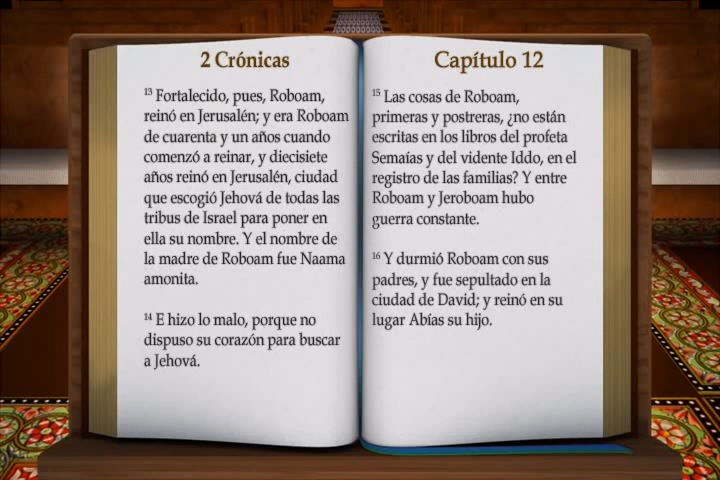 2 Crónicas
¹³ Fortalecido, pues, Roboam,
reinó en Jerusalén; y era Roboam
de cuarenta y un años cuando
comenzó a reinar, y diecisiete
años reinó en Jerusalén, ciudad
que escogió Jehová de todas las
tribus de Israel para poner en
ella su nombre. Y el nombre de
la madre de Roboam fue Naama
amonita.
¹⁴ E hizo lo malo, porque no
dispuso su corazón para buscar
a Jehová.
Capítulo 12
¹⁵ Las cosas de Roboam,
primeras y postreras, ¿no están
escritas en los libros del profeta
Semaías y del vidente Iddo, en el
registro de las familias? Y entre
Roboam y Jeroboam hubo
guerra constante.
¹⁶ Y durmió Roboam con sus
padres, y fue sepultado en la
ciudad de David; y reinó en su
lugar Abías su hijo.